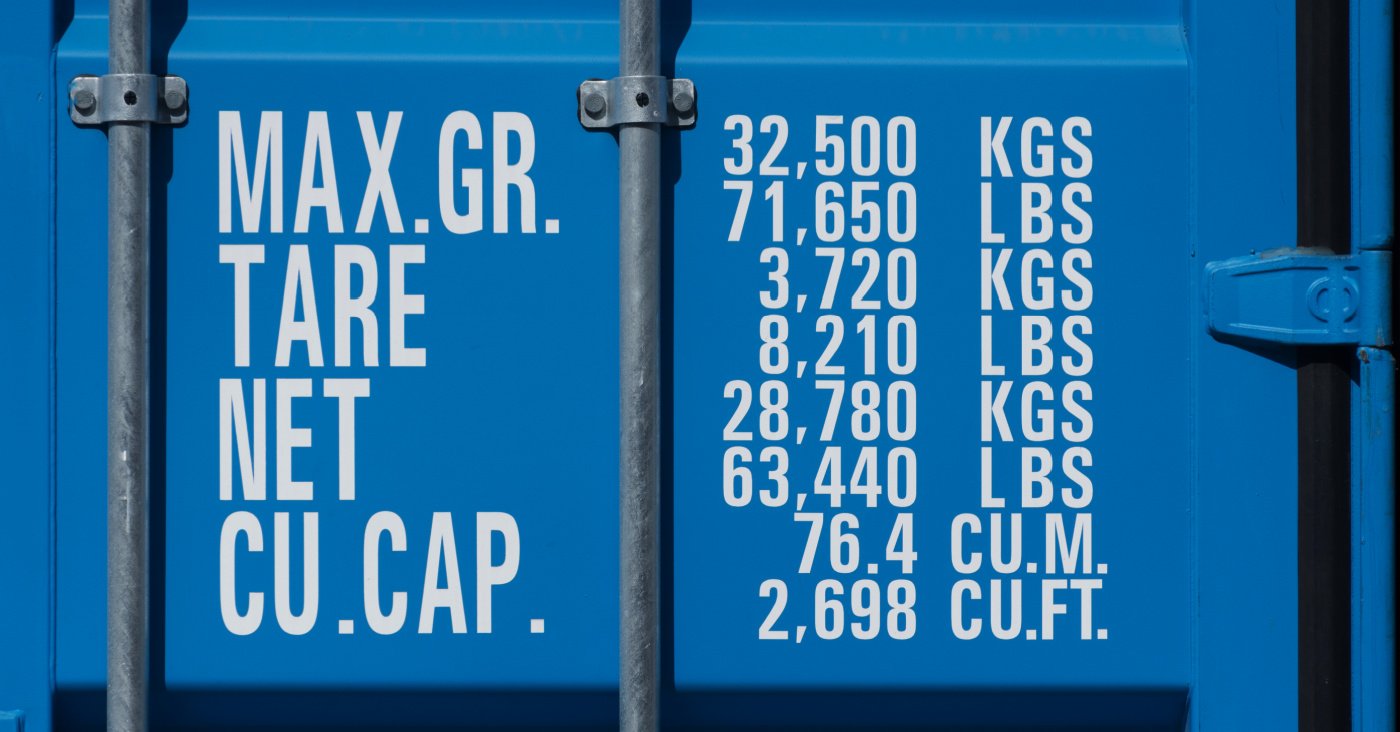 MAX.GR. 32,500 KGS
71,650 LBS
TARE 3,720 KGS
8,210 LBS
NET 28,780 KGS
63,440 LBS
CU.CAP. 76.4 CU.M.
2,698 CU.FT.